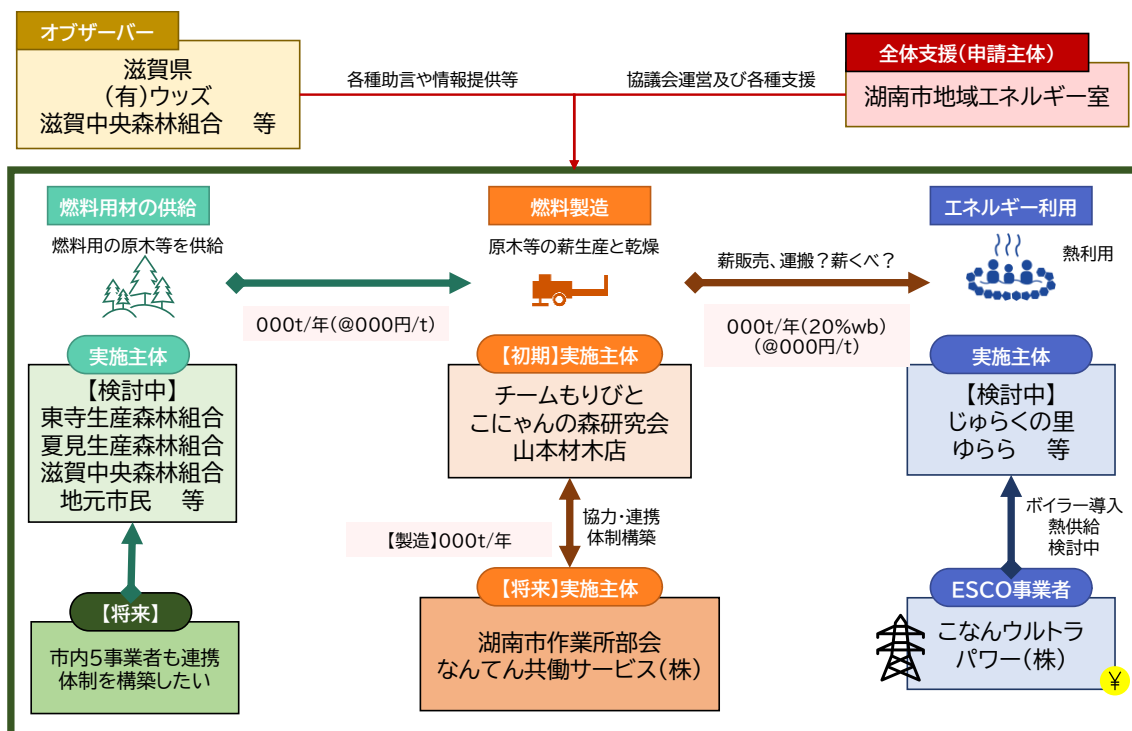 オブザーバー
滋賀県
(有)ウッズ
滋賀中央森林組合　等
各種助言や情報提供等
協議会運営及び各種支援
全体支援(申請主体)
湖南市地域エネルギー室
燃料用材の供給
燃料用の原木等を供給
000t/年(@000円/t)
実施主体
【検討中】
東寺生産森林組合
夏見生産森林組合
滋賀中央森林組合
地元市民　等
【将来】
市内5事業者も連携
体制を構築したい
燃料製造
原木等の薪生産と乾燥
【初期】実施主体
チームもりびと
こにゃんの森研究会
山本材木店
【製造】000t/年
協力・連携
体制構築
【将来】実施主体
湖南市作業所部会
なんてん共働サービス(株)
薪販売、運搬?薪くべ?
000t/年(20%wb)
(@000円/t)
エネルギー利用
熱利用
実施主体
【検討中】
じゅらくの里
ゆらら　等
ボイラー導入
熱供給
検討中
ESCO事業者
こなんウルトラ
パワー(株)
¥